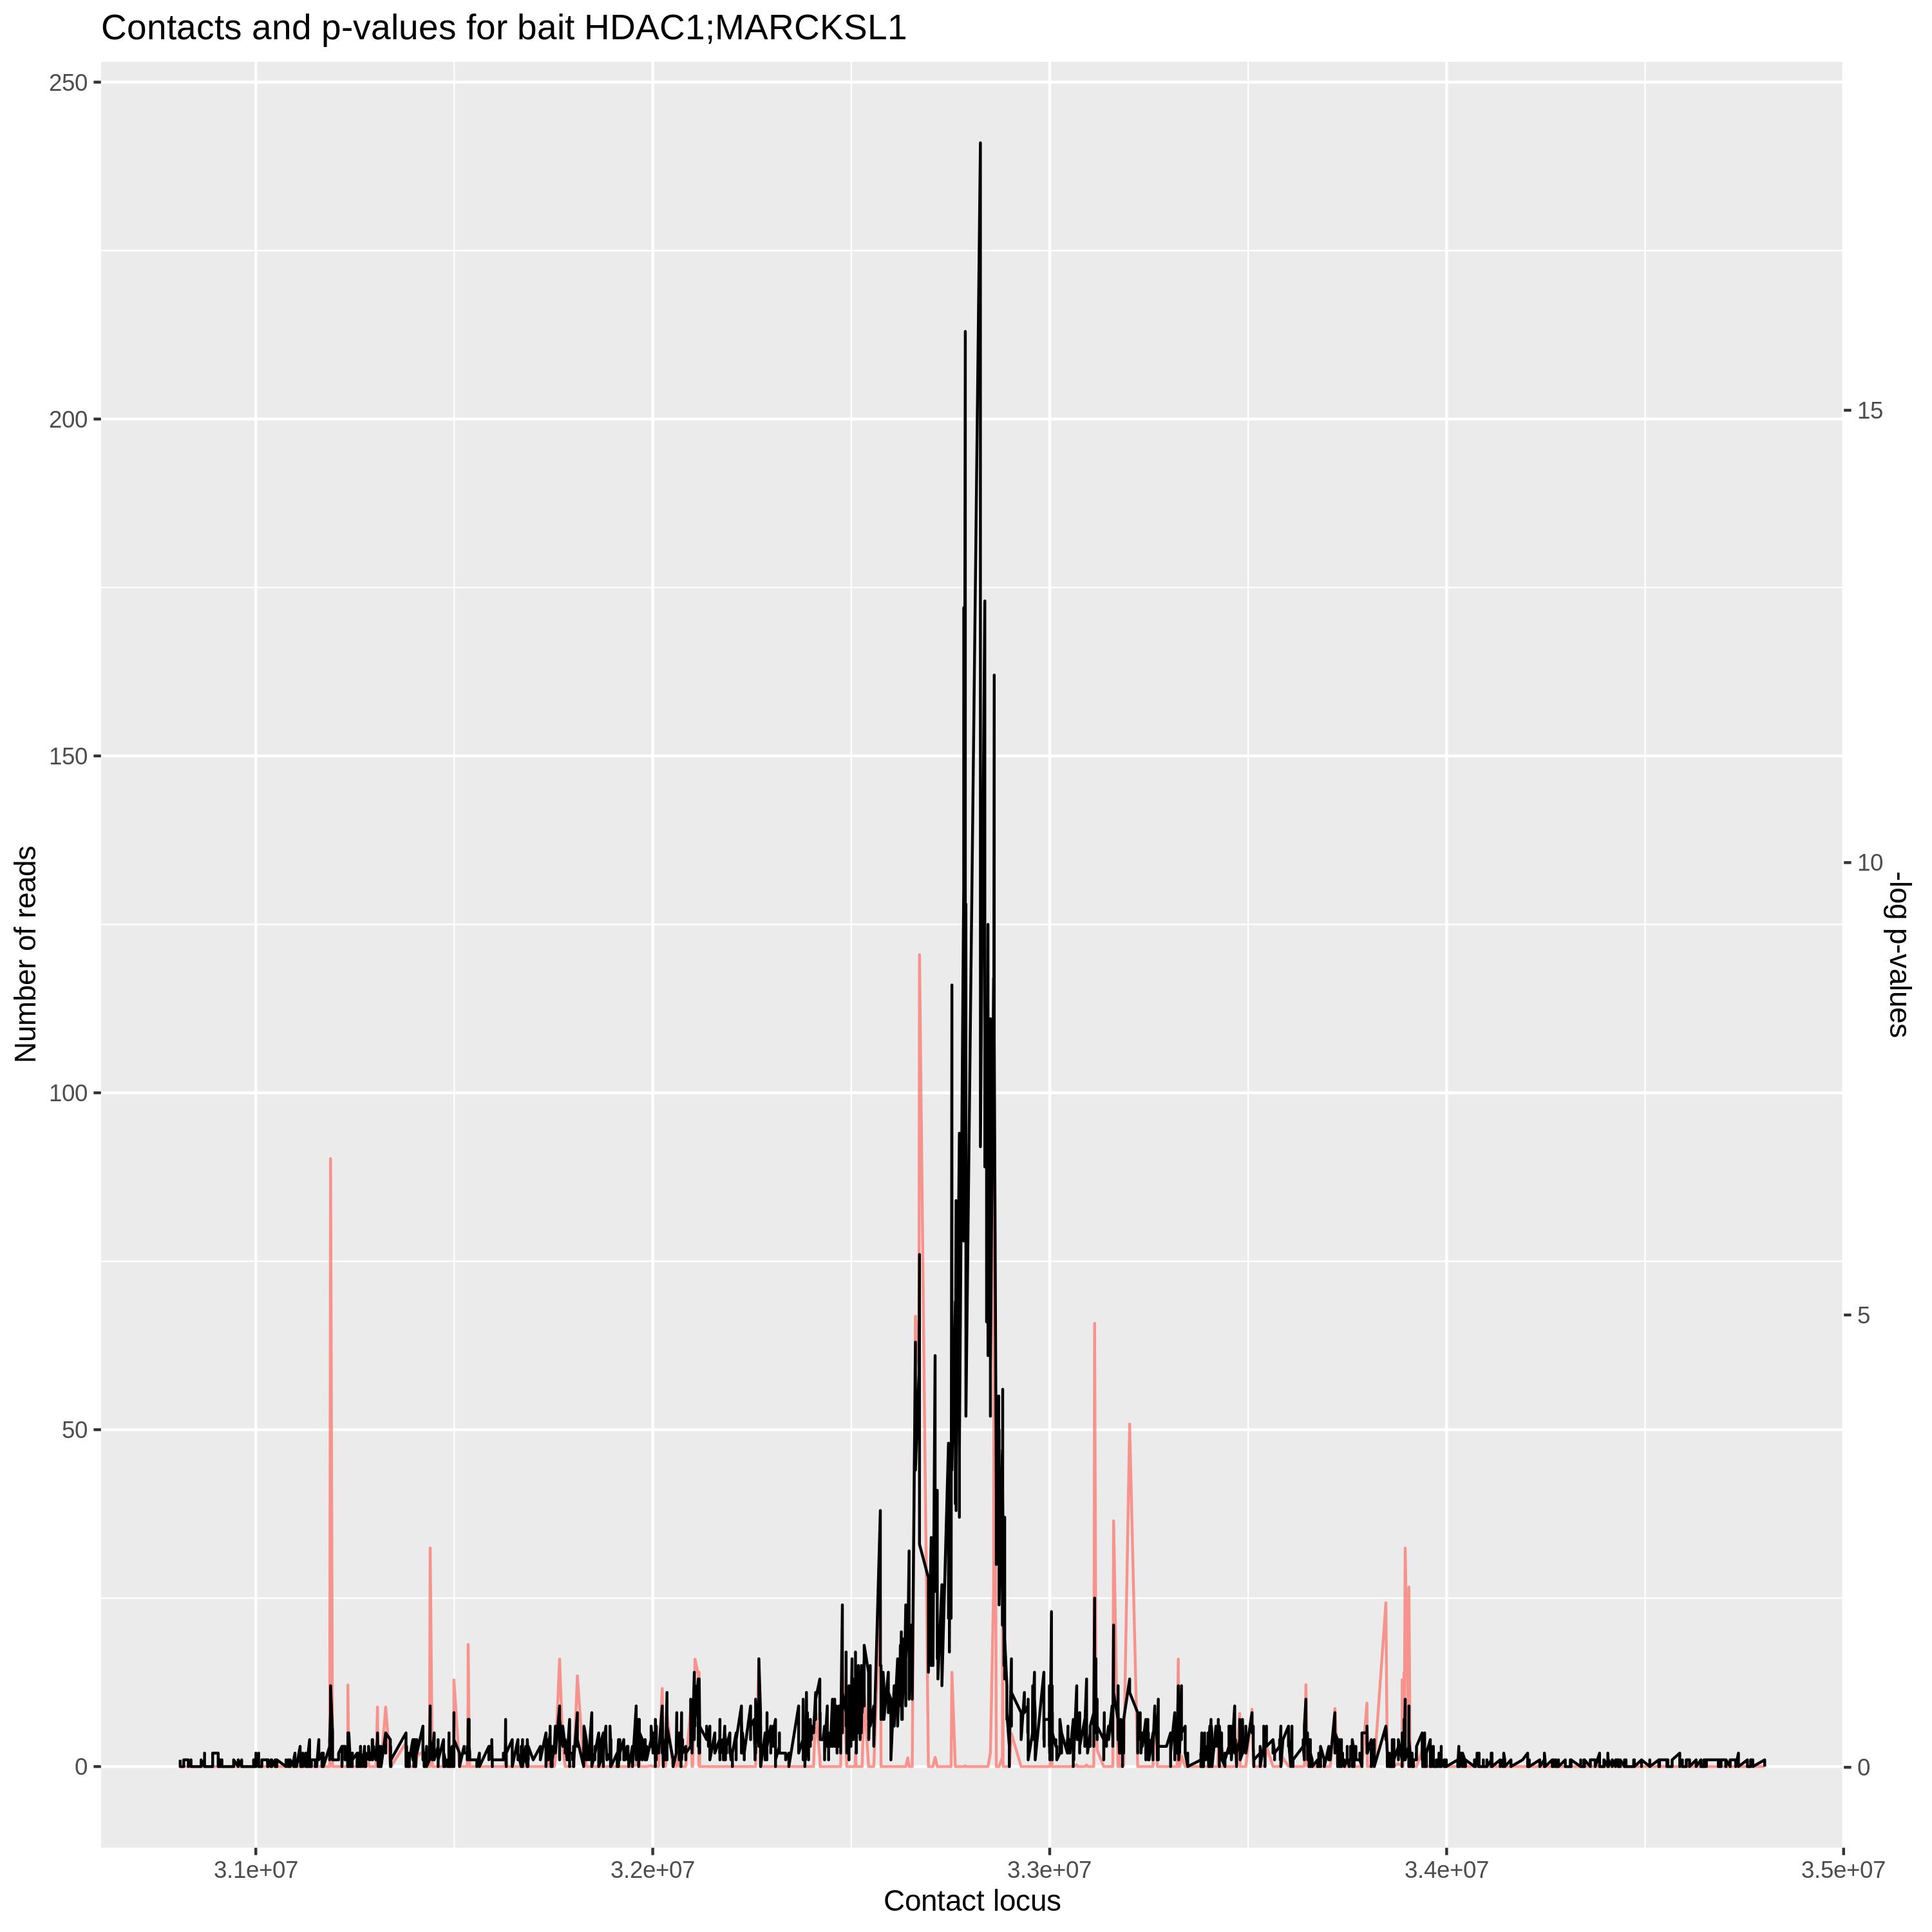 Contacts and p-values for bait HDAC1;MARCKSL1
250
200
150
100
50
0
Number of reads
15
10
5
0
-log p-values
3.1e+07 3.2e+07 3.3e+07 3.4e+07 3.5e+07
Contact locus